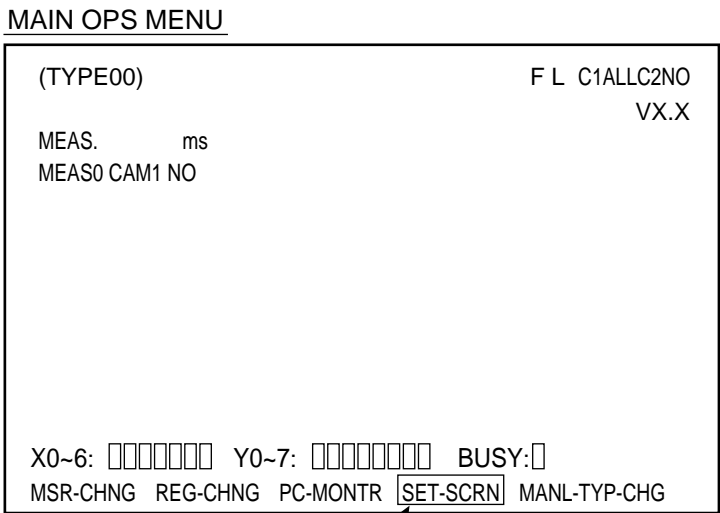 MAIN OPS MENU
(TYPE00) F L C1ALLC2NO
VX.X
MEAS. ms
MEAS0 CAM1 NO
X0~6: Y0~7: BUSY:
MSR-CHNG REG-CHNG PC-MONTR SET-SCRN MANL-TYP-CHG